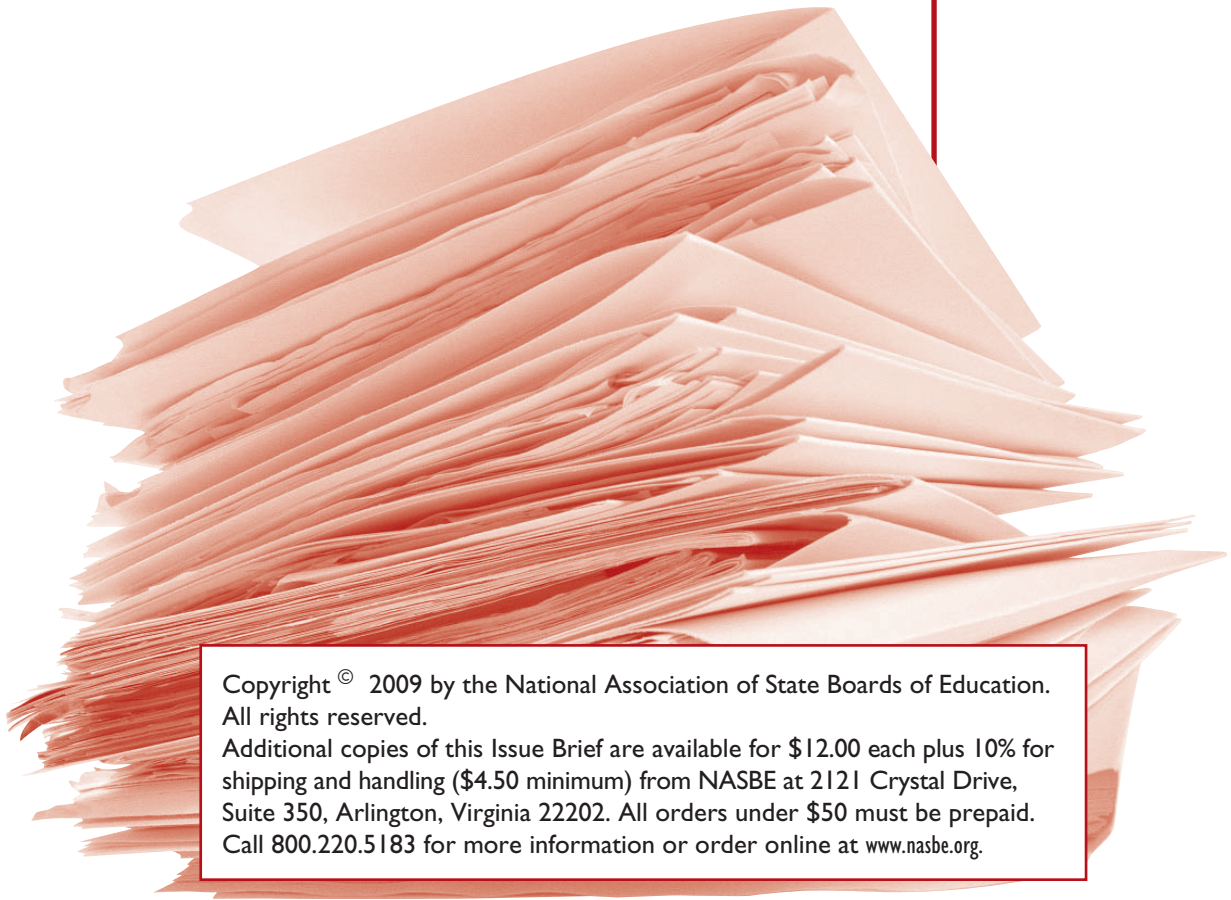 Copyright © 2009 by the National Association of State Boards of Education.
All rights reserved.
Additional copies of this Issue Brief are available for $12.00 each plus 10% for
shipping and handling ($4.50 minimum) from NASBE at 2121 Crystal Drive,
Suite 350, Arlington, Virginia 22202. All orders under $50 must be prepaid.
Call 800.220.5183 for more information or order online at www.nasbe.org.